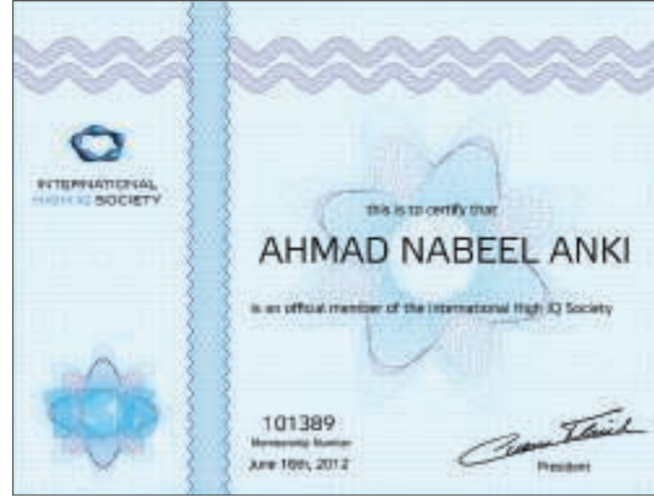 INTERNATIONAL
HIGH IQ SOCIETY
this is to certify that
AHMAD NABEEL ANKI
is an official member of the International High IQ Society
101389
Membership Number
June 16th, 2012
President